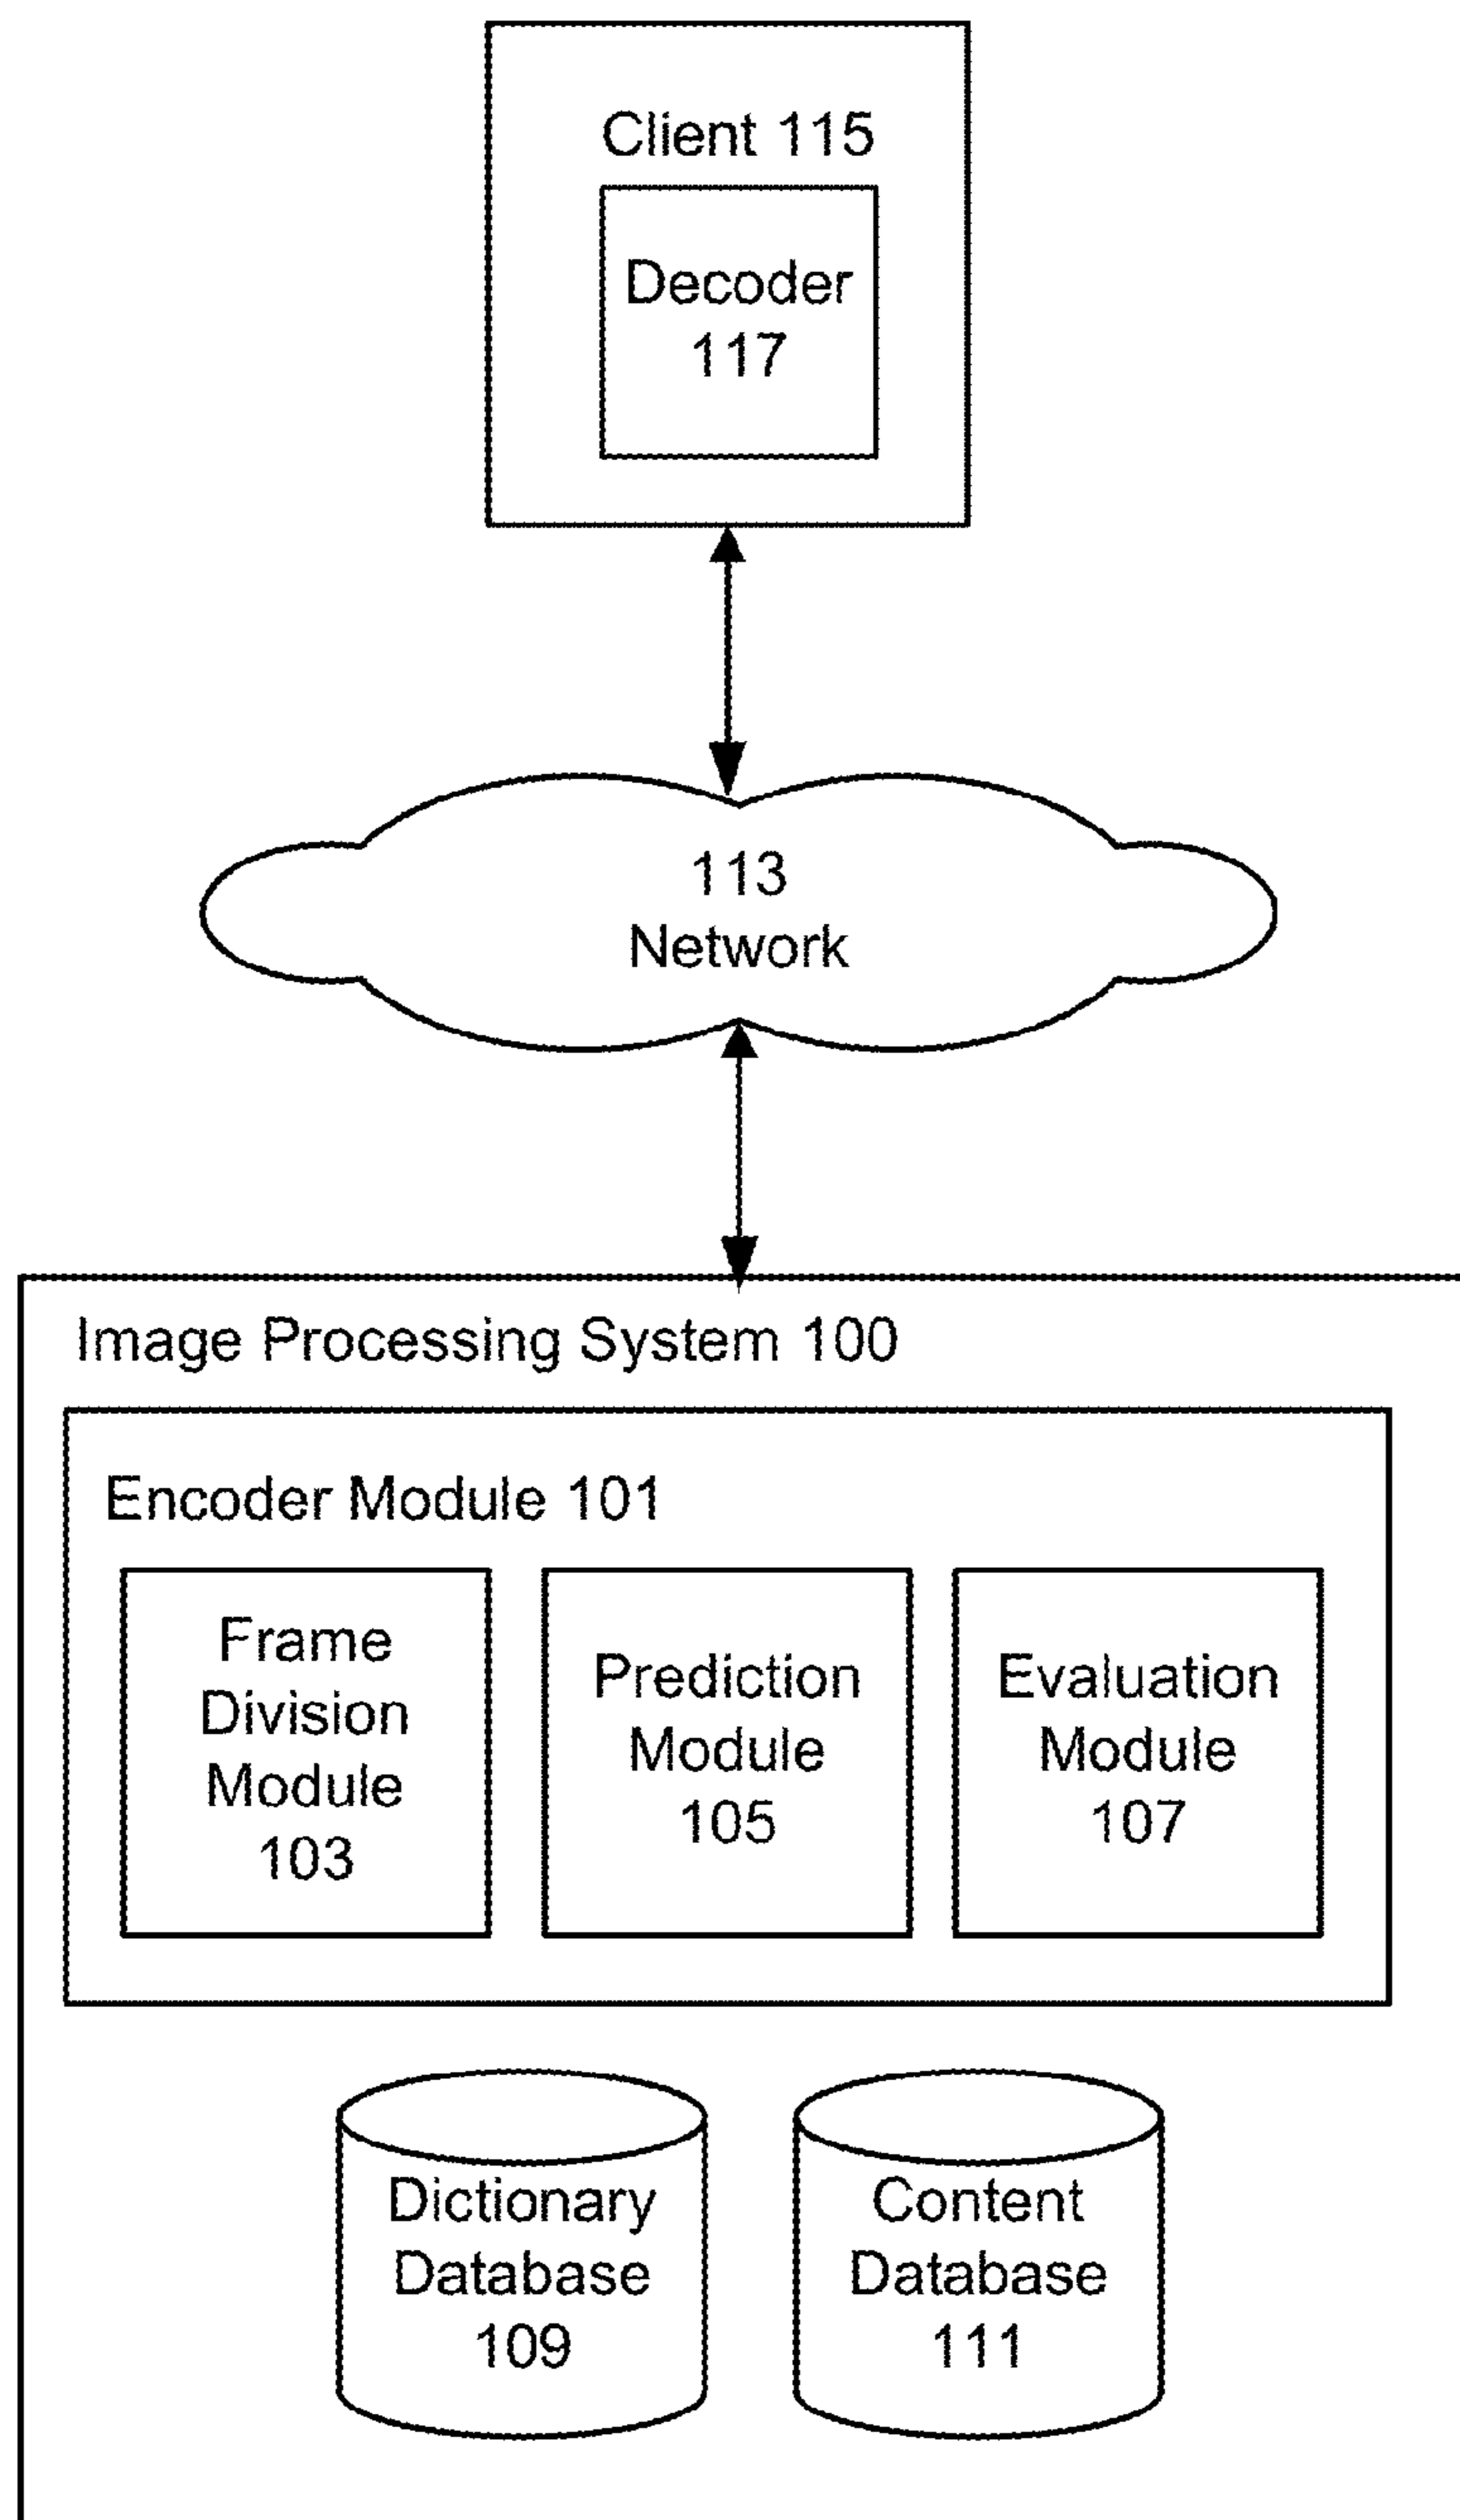 Client 115
Decoder
117
113
Network
Image Processing System 100
Encoder Module 101
Frame
Division
Module
103
Prediction
Module
105
Evaluation
Module
107
Dictionary
Database
109
Content
Database
111